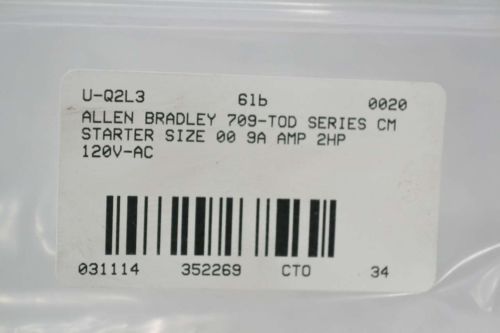 U-Q2L3 6lb 0020
ALLEN BRADLEY 709-TOD SERIES CM
STARTER SIZE 00 9A AMP 2HP
120V-AC
031114 352269 CTO 34